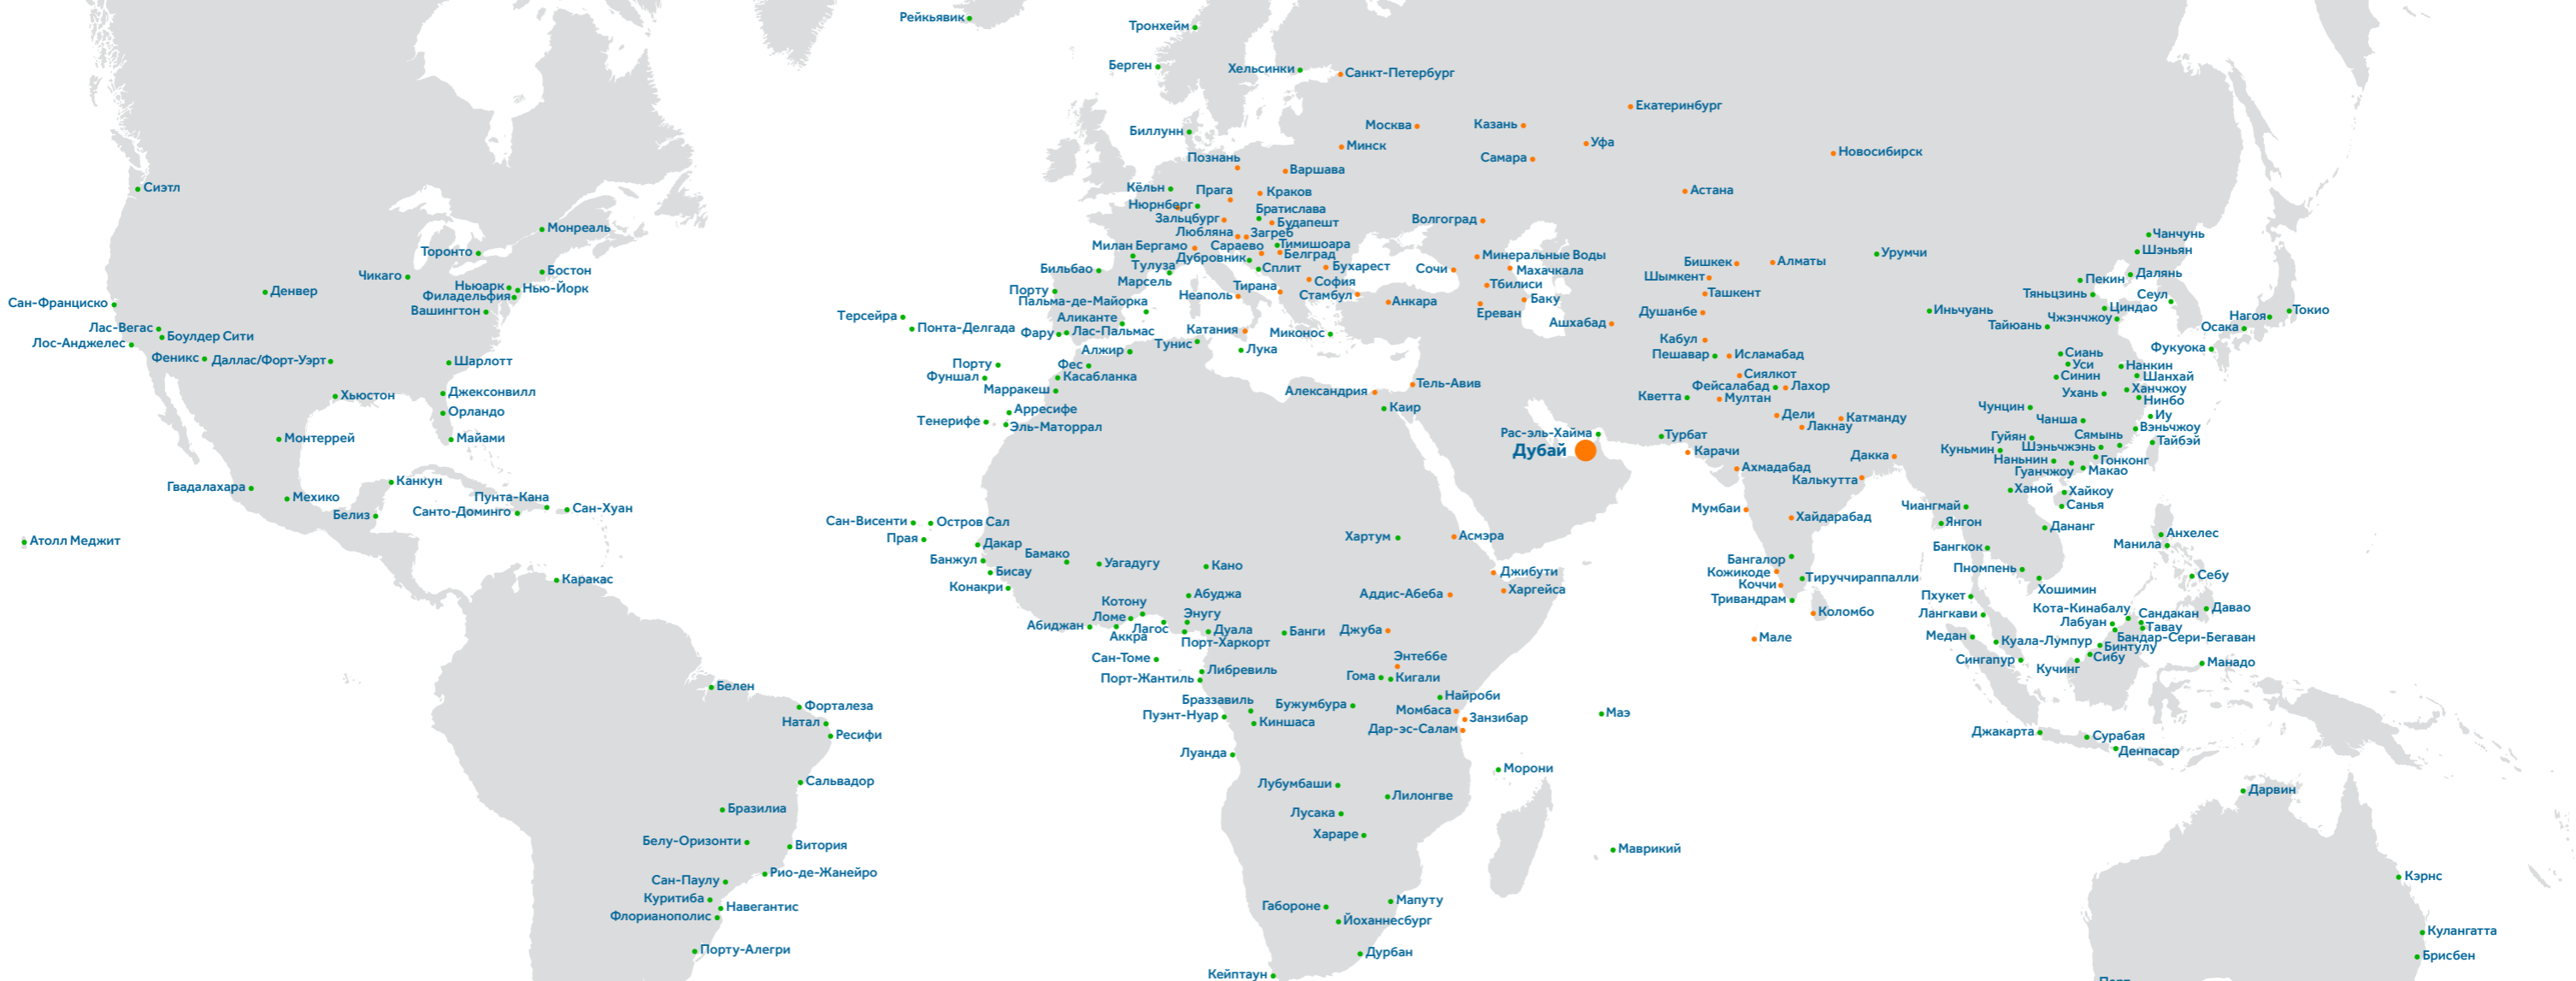 Рейкьявик
Тронхейм
Берген
Хельсинки
Санкт-Петербург
Екатеринбург
Биллунн
Москва
Казань
Минск
Уфа
Познань
Самара
Новосибирск
Варшава
Сиэтл
Кёльн
Прага
Краков
Астана
Нюрнберг
Братислава
Зальцбург
Будапешт
Волгоград
Монреаль
Любляна
Загреб
Чанчунь
Торонто
Милан Бергамо
Сараево
Тимишоара
Шэньян
Дубровник
Белград
Минеральные Воды
Урумчи
Чикаго
Бостон
Бильбао
Тулуза
Сплит
Бухарест
Сочи
Махачкала
Бишкек
Алматы
Далянь
Шымкент
Пекин
Денвер
Ньюарк
Нью-Йорк
Марсель
Тирана
София
Тбилиси
Филадельфия
Порту
Неаполь
Стамбул
Ташкент
Тяньцзинь
Сеул
Сан-Франциско
Вашингтон
Пальма-де-Майорка
Анкара
Баку
Циндао
Терсейра
Аликанте
Ереван
Душанбе
Иньчуань
Чжэнчжоу
Нагоя
Токио
Лас-Вегас
Боулдер Сити
Понта-Делгада
Фару
Лас-Пальмас
Катания
Миконос
Ашхабад
Тайюань
Осака
Лос-Анджелес
Тунис
Кабул
Феникс
Даллас/Форт-Уэрт
Шарлотт
Алжир
Лука
Пешавар
Исламабад
Сиань
Фукуока
Порту
Фес
Уси
Нанкин
Фуншал
Касабланка
Сиялкот
Синин
Шанхай
Хьюстон
Джексонвилл
Марракеш
Александрия
Тель-Авив
Фейсалабад
Лахор
Ухань
Ханчжоу
Кветта
Мултан
Нинбо
Орландо
Арресифе
Каир
Чунцин
Тенерифе
Дели
Катманду
Чанша
Иу
Эль-Маторрал
Лакнау
Вэньчжоу
Монтеррей
Майами
Рас-эль-Хайма
Турбат
Гуйян
Сямынь
Тайбэй
Дубай
Карачи
Куньмин
Шэньчжэнь
Дакка
Наньнин
Гонконг
Ахмадабад
Гуанчжоу
Макао
Канкун
Калькутта
Гвадалахара
Ханой
Хайкоу
Мехико
Пунта-Кана
Санья
Белиз
Санто-Доминго
Сан-Хуан
Мумбаи
Чиангмай
Сан-Висенти
Остров Сал
Хайдарабад
Янгон
Дананг
Атолл Меджит
Прая
Дакар
Хартум
Асмэра
Анхелес
Банжул
Бамако
Уагадугу
Бангкок
Манила
Бисау
Кано
Бангалор
Каракас
Конакри
Джибути
Кожикоде
Тируччираппалли
Пномпень
Себу
Абуджа
Аддис-Абеба
Харгейса
Коччи
Хошимин
Котону
Тривандрам
Пхукет
Ломе
Энугу
Коломбо
Лангкави
Кота-Кинабалу
Сандакан
Давао
Абиджан
Лагос
Дуала
Банги
Джуба
Лабуан
Тавау
Аккра
Порт-Харкорт
Мале
Медан
Куала-Лумпур
Бандар-Сери-Бегаван
Бинтулу
Сан-Томе
Энтеббе
Сингапур
Сибу
Либревиль
Кучинг
Манадо
Порт-Жантиль
Гома
Кигали
Белен
Браззавиль
Бужумбура
Найроби
Форталеза
Пуэнт-Нуар
Момбаса
Маэ
Натал
Киншаса
Занзибар
Ресифи
Дар-эс-Салам
Джакарта
Сурабая
Луанда
Денпасар
Морони
Сальвадор
Лубумбаши
Дарвин
Лилонгве
Бразилиа
Лусака
Хараре
Белу-Оризонти
Витория
Маврикий
Рио-де-Жанейро
Сан-Паулу
Кэрнс
Куритиба
Мапуту
Навегантис
Габороне
Флорианополис
Йоханнесбург
Кулангатта
Порту-Алегри
Дурбан
Брисбен
Кейптаун